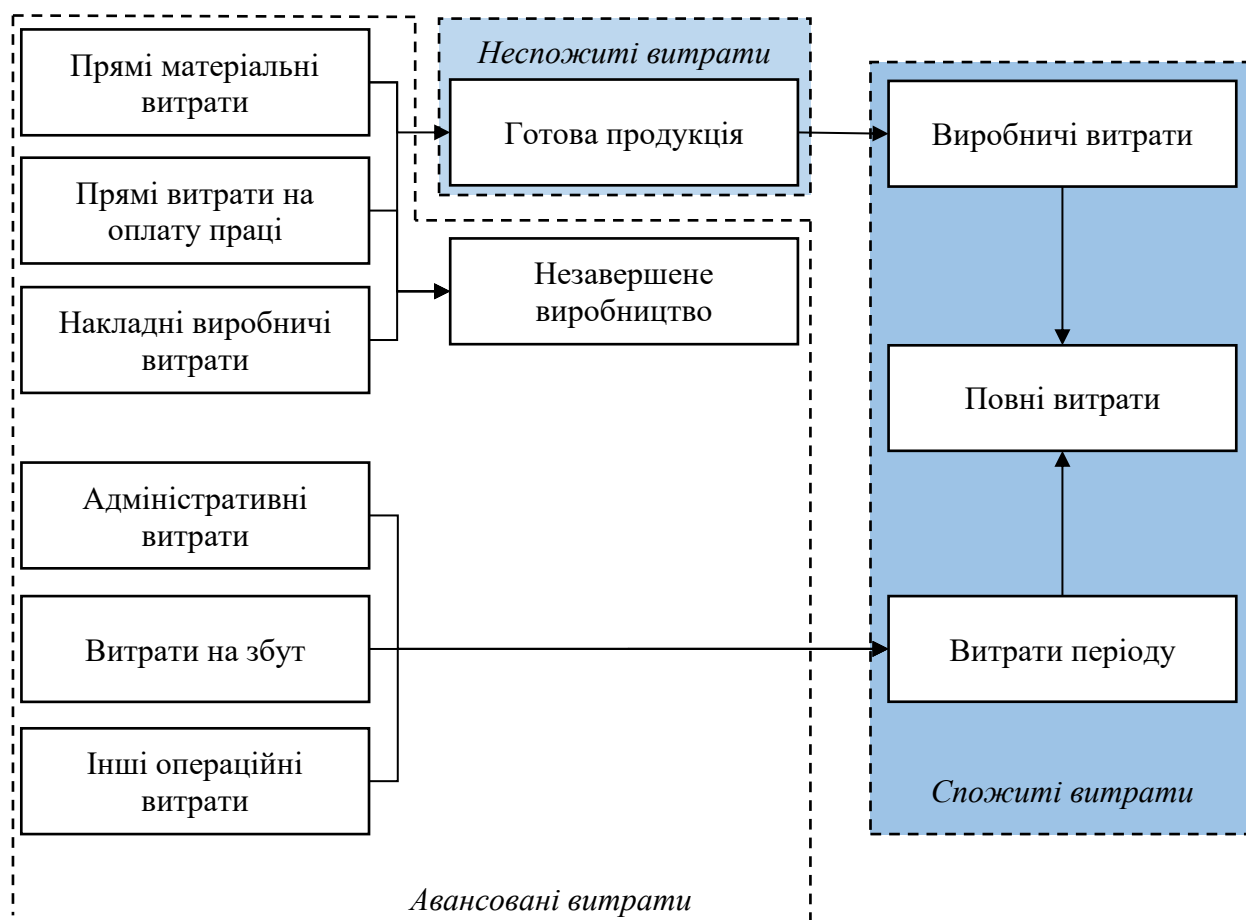 Прямі матеріальні
витрати
Неспожиті витрати
Готова продукція
Виробничі витрати
Прямі витрати на
оплату праці
Незавершене
виробництво
Накладні виробничі
витрати
Повні витрати
Адміністративні
витрати
Витрати на збут
Витрати періоду
Інші операційні
витрати
Спожиті витрати
Авансовані витрати